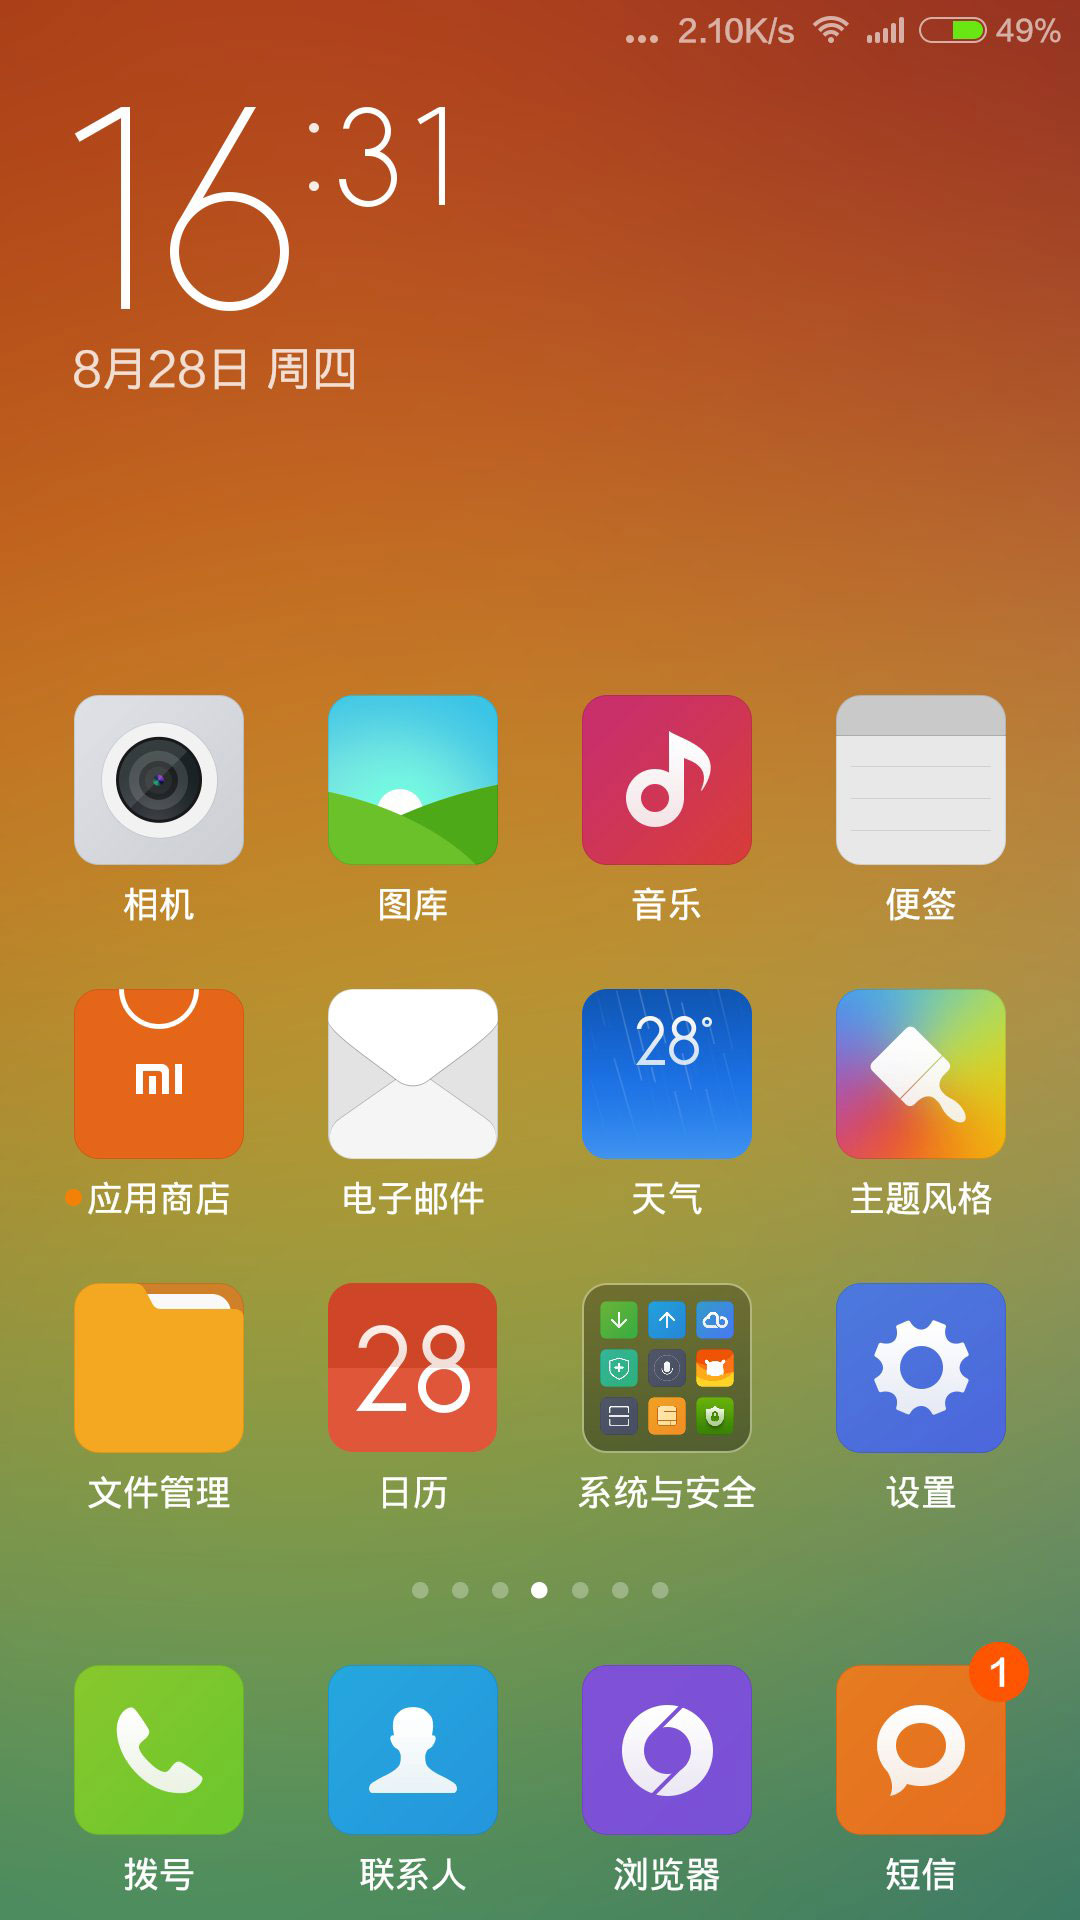 ... 2.10K/s 49%
16:31
8月28日 周四
相机 图库 音乐 便签
mi 28°
应用商店 电子邮件 天气 主题风格
28
文件管理 日历 系统与安全 设置
1
拨号 联系人 浏览器 短信